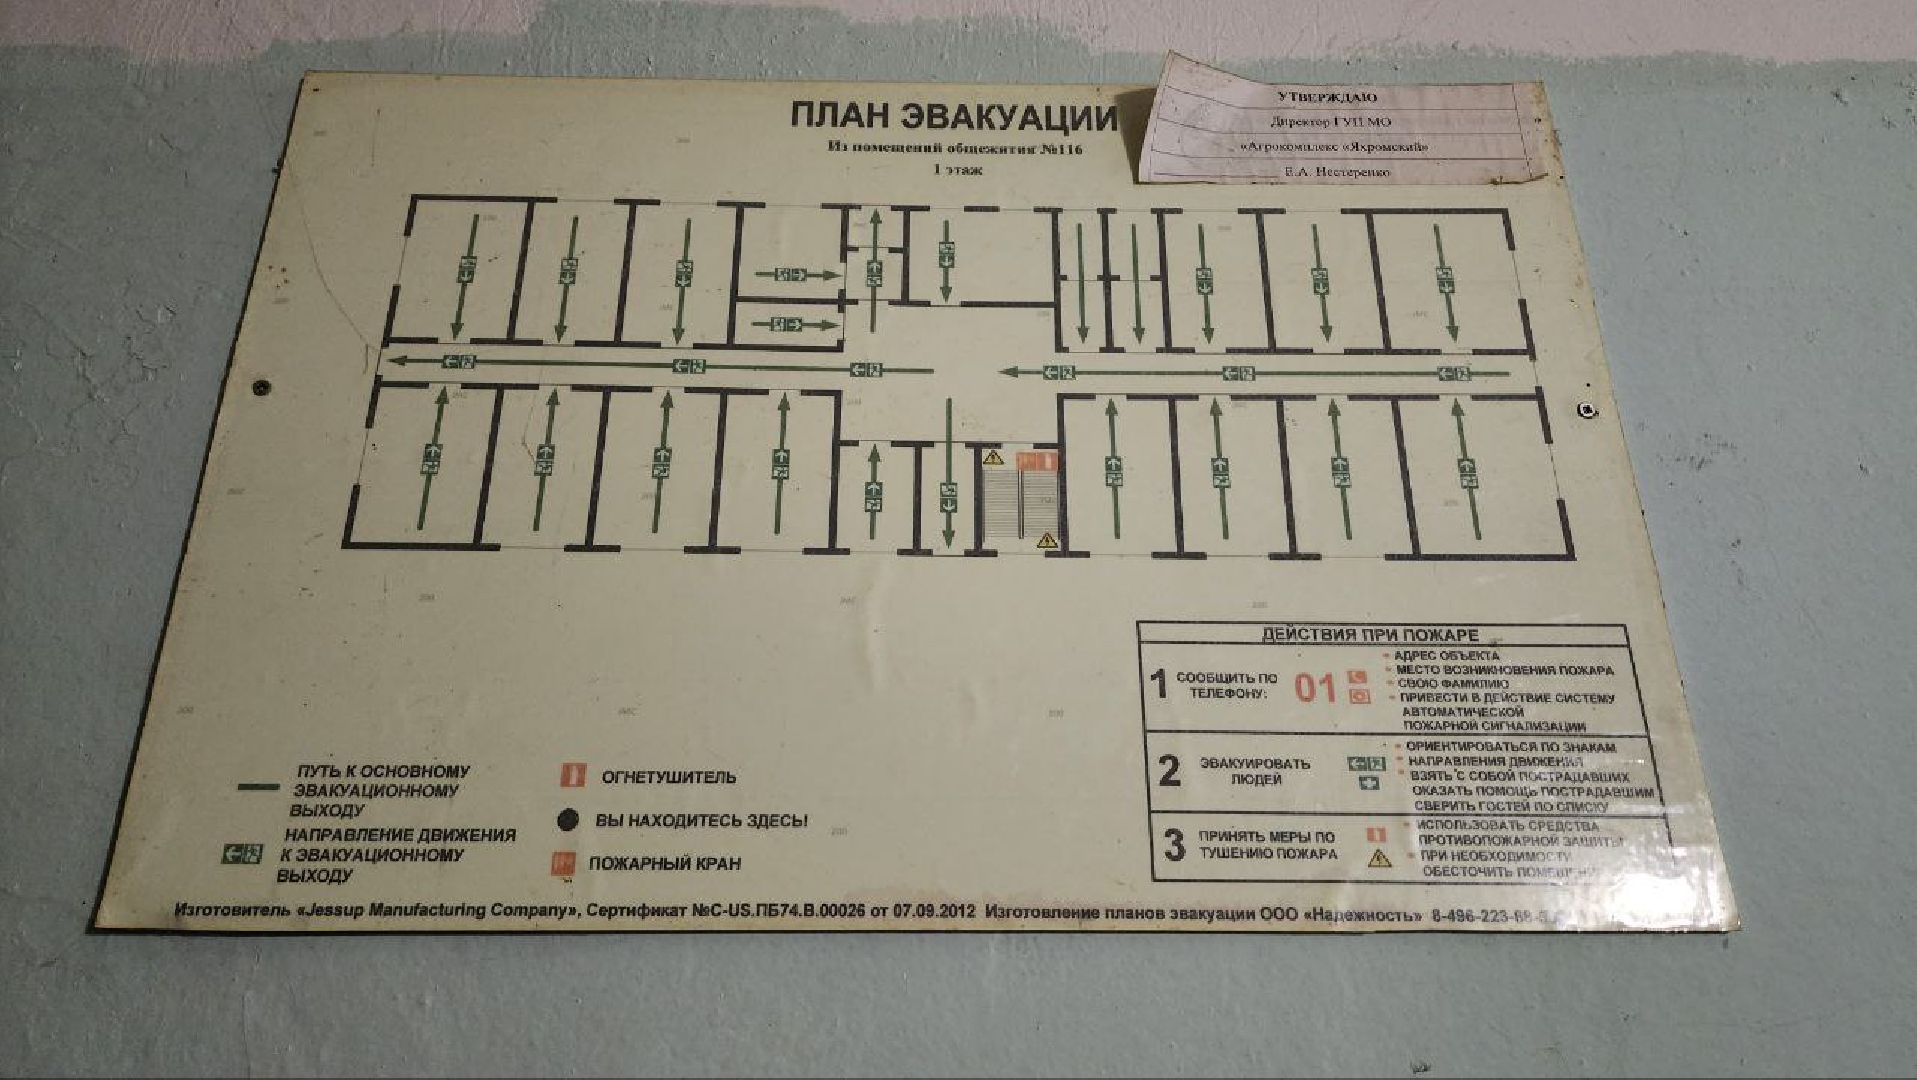 ПЛАН ЭВАКУАЦИИ
Из помещений общежития №116
1 этаж
УТВЕРЖДАЮ
Директор ГУП МО
«Агрокомплекс «Яхромский»
Е.А. Нестеренко
ПУТЬ К ОСНОВНОМУ
ЭВАКУАЦИОННОМУ
ВЫХОДУ
НАПРАВЛЕНИЕ ДВИЖЕНИЯ
К ЭВАКУАЦИОННОМУ
ВЫХОДУ
ОГНЕТУШИТЕЛЬ
ВЫ НАХОДИТЕСЬ ЗДЕСЬ!
ПОЖАРНЫЙ КРАН
ДЕЙСТВИЯ ПРИ ПОЖАРЕ
1 СООБЩИТЬ ПО
ТЕЛЕФОНУ:
01
- АДРЕС ОБЪЕКТА
- МЕСТО ВОЗНИКНОВЕНИЯ ПОЖАРА
- СВОЮ ФАМИЛИЮ
- ПРИВЕСТИ В ДЕЙСТВИЕ СИСТЕМУ
АВТОМАТИЧЕСКОЙ
ПОЖАРНОЙ СИГНАЛИЗАЦИИ
2 ЭВАКУИРОВАТЬ
ЛЮДЕЙ
- ОРИЕНТИРОВАТЬСЯ ПО ЗНАКАМ
- НАПРАВЛЕНИЯ ДВИЖЕНИЯ
- ВЗЯТЬ С СОБОЙ ПОСТРАДАВШИХ
ОКАЗАТЬ ПОМОЩЬ ПОСТРАДАВШИМ
СВЕРИТЬ ГОСТЕЙ ПО СПИСКУ
3 ПРИНЯТЬ МЕРЫ ПО
ТУШЕНИЮ ПОЖАРА
- ИСПОЛЬЗОВАТЬ СРЕДСТВА
ПРОТИВОПОЖАРНОЙ ЗАЩИТЫ
- ПРИ НЕОБХОДИМОСТИ
ОБЕСТОЧИТЬ
Изготовитель «Jessup Manufacturing Company», Сертификат №C-US.ПБ74.В.00026 от 07.09.2012 Изготовление планов эвакуации ООО «Надежность» 8-496-223-